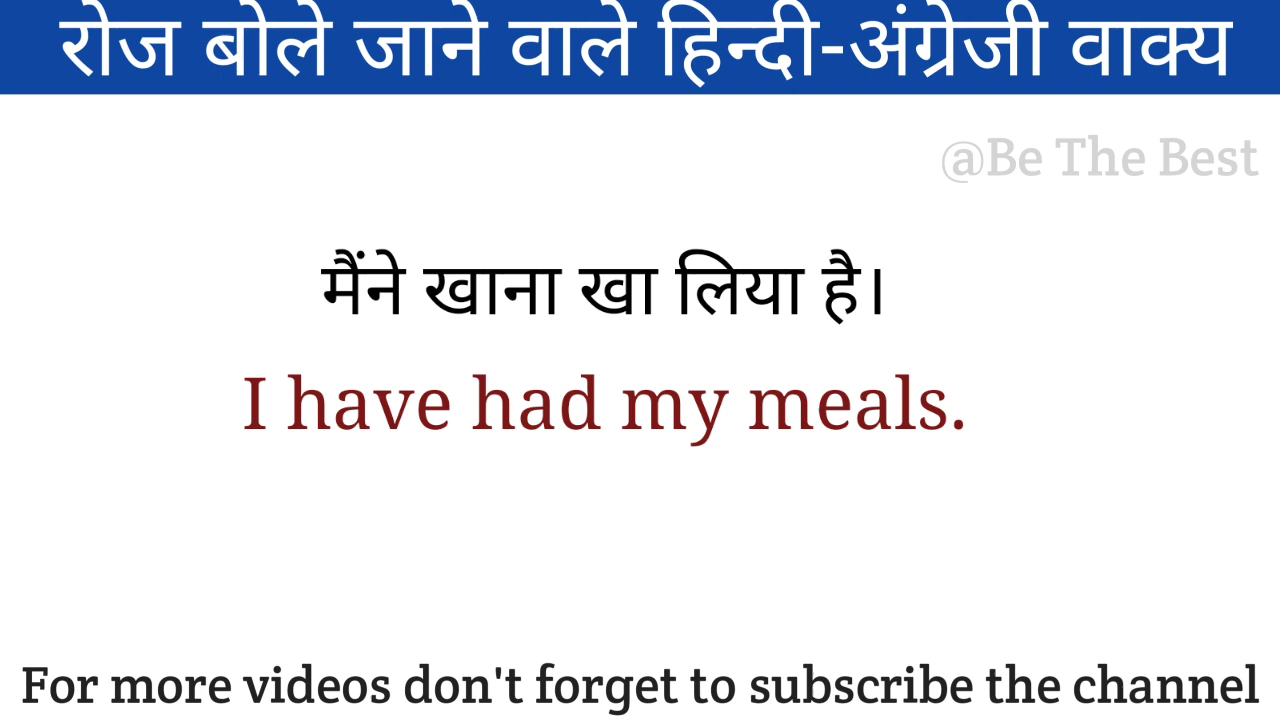 रोज बोले जाने वाले हिन्दी-अंग्रेजी वाक्य
@Be The Best
मैंने खाना खा लिया है।
I have had my meals.
For more videos don't forget to subscribe the channel